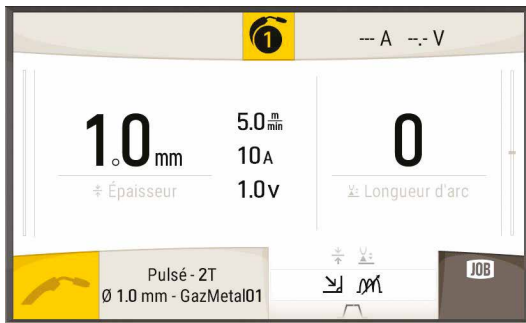 1
--- A --.- V
1.0 mm
5.0 m/min
10 A
1.0 V
0
Épaisseur
Longueur d'arc
Pulsé - 2T
Ø 1.0 mm - GazMetal01
JOB